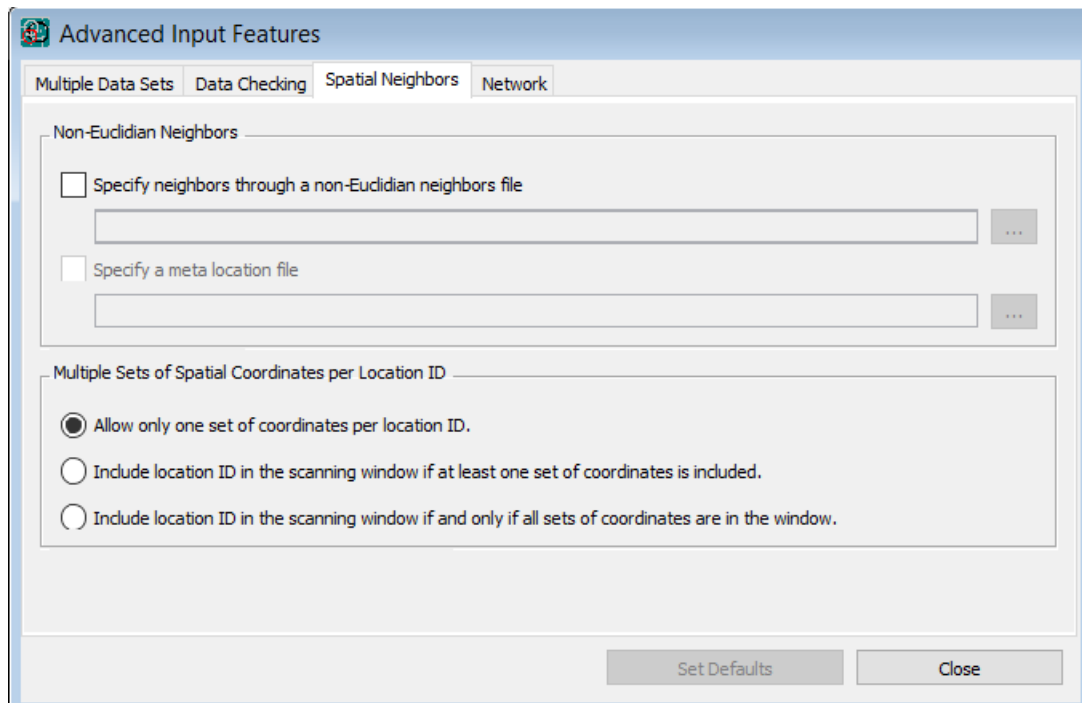 Advanced Input Features
Multiple Data Sets Data Checking Spatial Neighbors Network
Non-Euclidian Neighbors
Specify neighbors through a non-Euclidian neighbors file
...
Specify a meta location file
...
Multiple Sets of Spatial Coordinates per Location ID
Allow only one set of coordinates per location ID.
Include location ID in the scanning window if at least one set of coordinates is included.
Include location ID in the scanning window if and only if all sets of coordinates are in the window.
Set Defaults Close